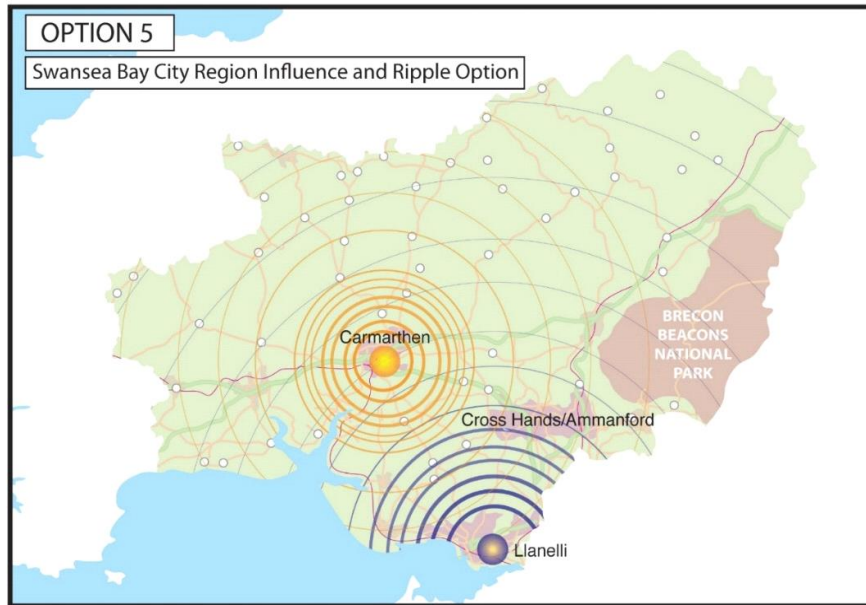 OPTION 5
Swansea Bay City Region Influence and Ripple Option
BRECON
BEACONS
NATIONAL
PARK
Carmarthen
Cross Hands/Ammanford
Llanelli